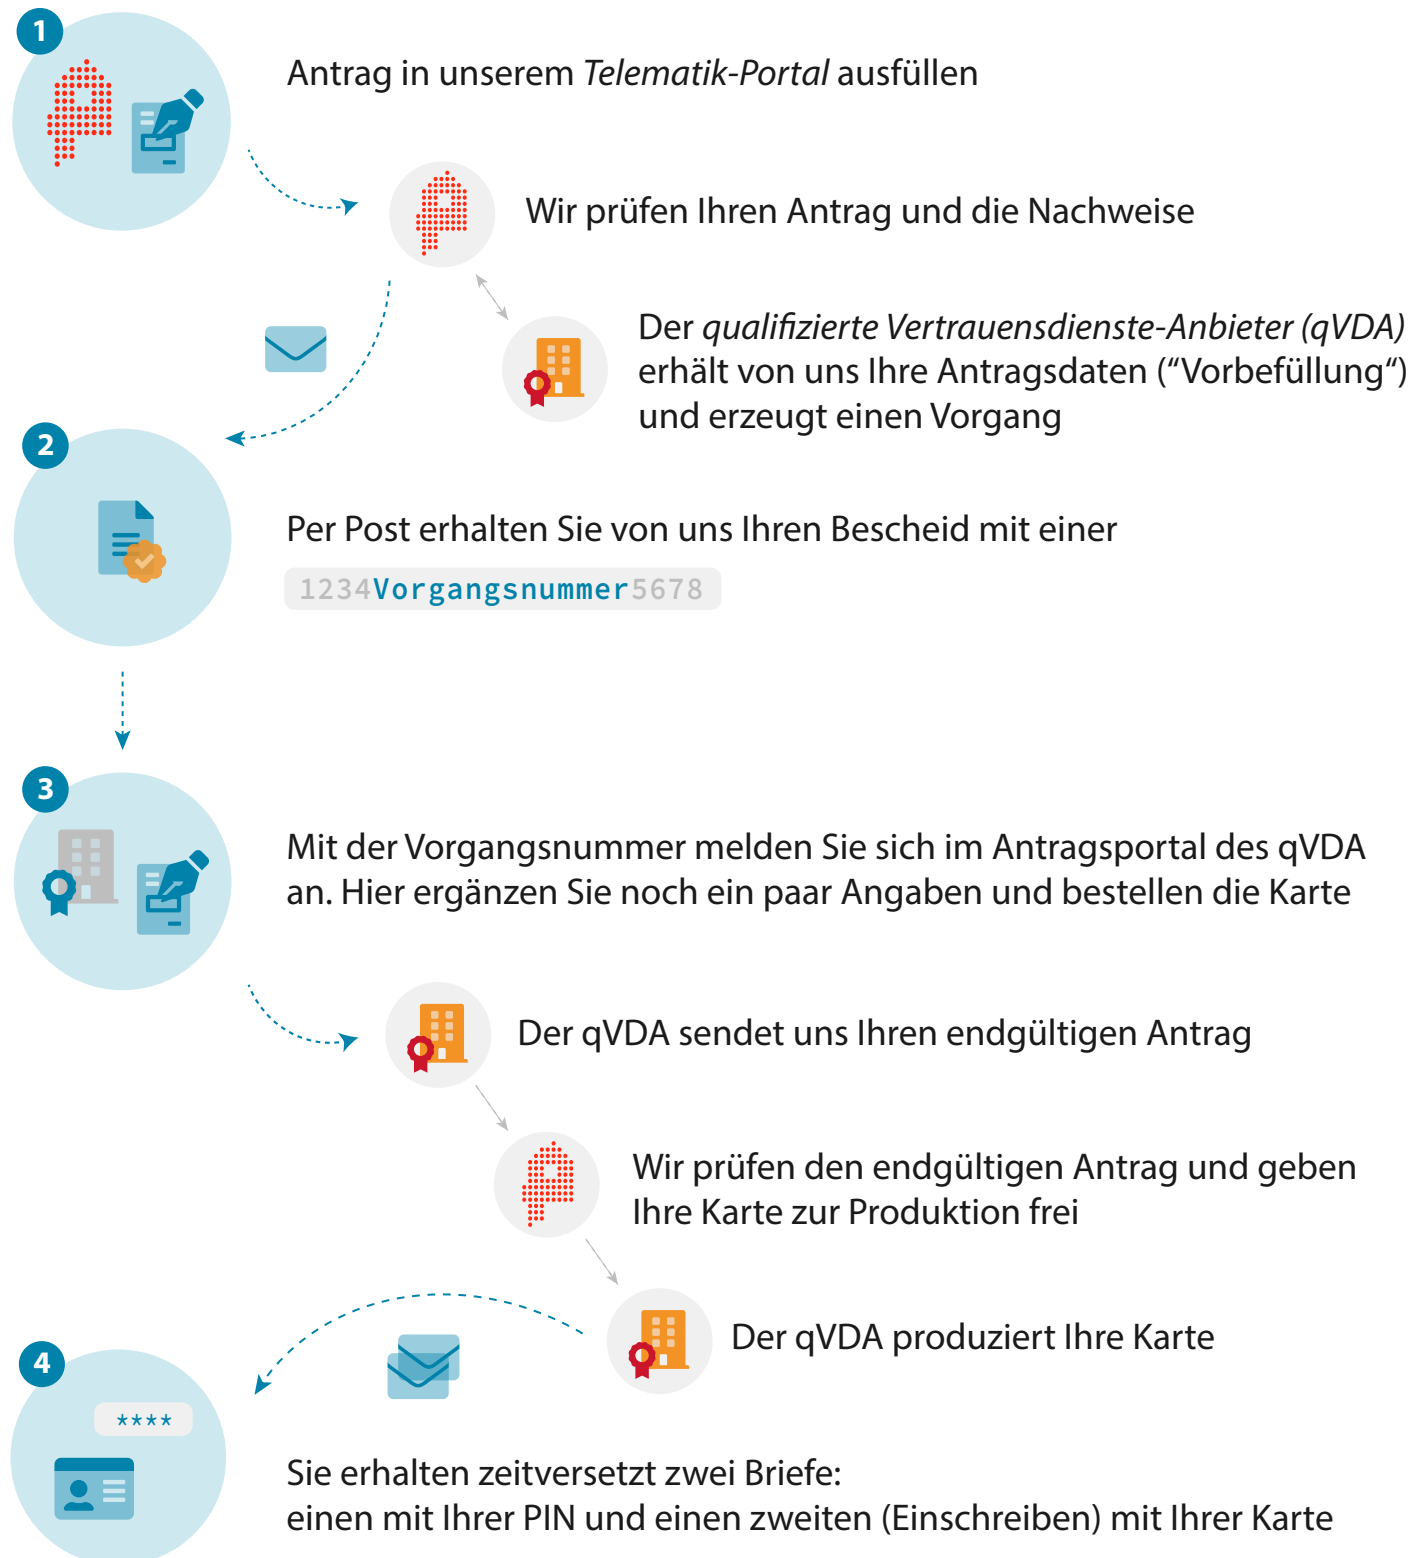 1
Antrag in unserem Telematik-Portal ausfüllen
Wir prüfen Ihren Antrag und die Nachweise
Der qualifizierte Vertrauensdienste-Anbieter (qVDA)
erhält von uns Ihre Antragsdaten (“Vorbefüllung“)
und erzeugt einen Vorgang
2
Per Post erhalten Sie von uns Ihren Bescheid mit einer
1234Vorgangsnummer5678
3
Mit der Vorgangsnummer melden Sie sich im Antragsportal des qVDA
an. Hier ergänzen Sie noch ein paar Angaben und bestellen die Karte
Der qVDA sendet uns Ihren endgültigen Antrag
Wir prüfen den endgültigen Antrag und geben
Ihre Karte zur Produktion frei
Der qVDA produziert Ihre Karte
4
****
Sie erhalten zeitversetzt zwei Briefe:
einen mit Ihrer PIN und einen zweiten (Einschreiben) mit Ihrer Karte